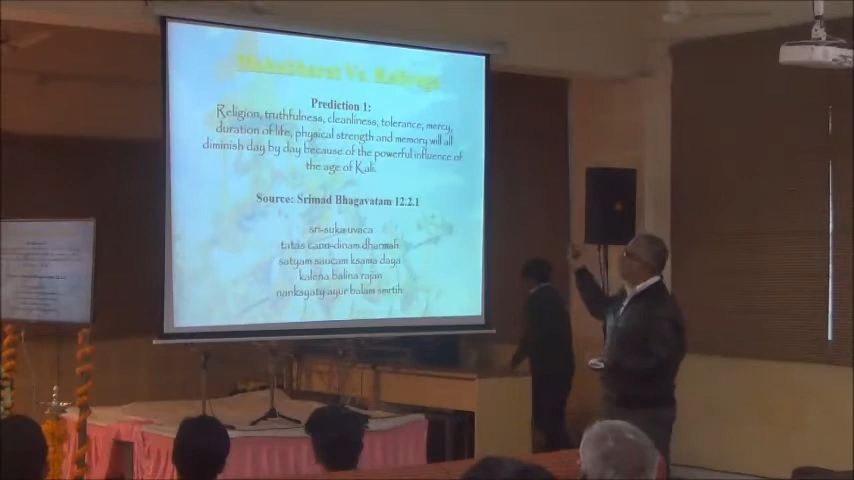 Mahabharat Vs. Kaliyuga
Prediction 1:
Religion, truthfulness, cleanliness, tolerance, mercy,
duration of life, physical strength and memory will all
diminish day by day because of the powerful influence of
the age of Kali.
Source: Srimad Bhagavatam 12.2.1
sri-suka uvaca
tatas canu-dinam dharmah
satyam saucam ksama daya
kalena balina rajan
nanksyaty ayur balam smrtih